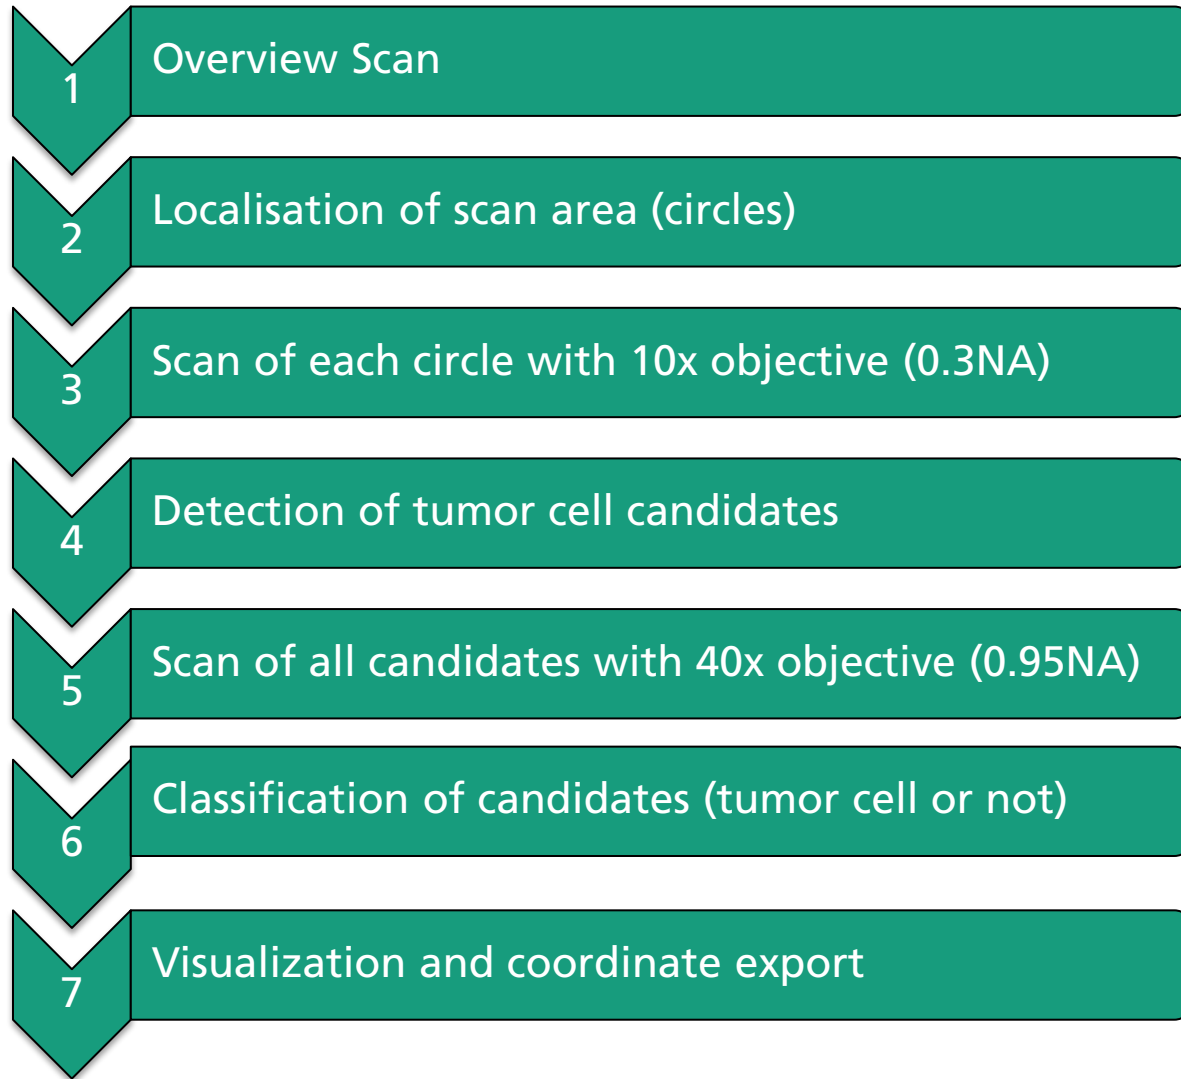 1
Overview Scan
2
Localisation of scan area (circles)
3
Scan of each circle with 10x objective (0.3NA)
4
Detection of tumor cell candidates
5
Scan of all candidates with 40x objective (0.95NA)
6
Classification of candidates (tumor cell or not)
7
Visualization and coordinate export